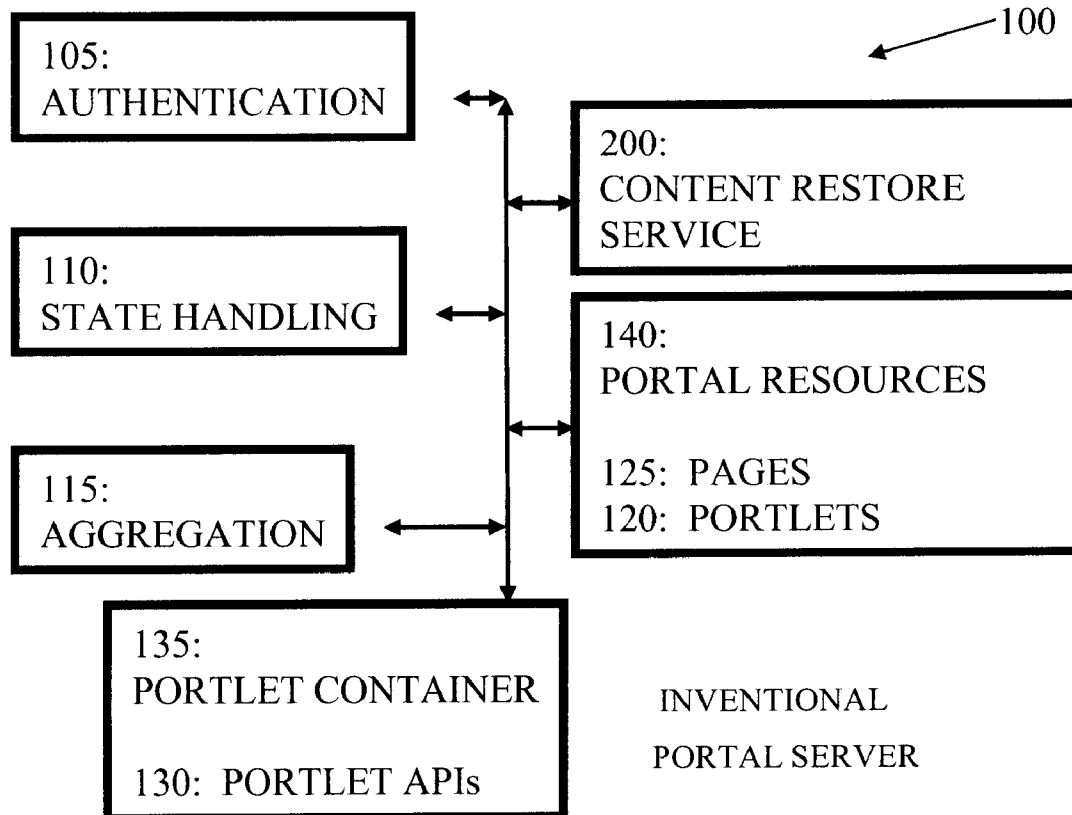 100
105:
AUTHENTICATION
200:
CONTENT RESTORE
SERVICE
110:
STATE HANDLING
140:
PORTAL RESOURCES
125: PAGES
120: PORTLETS
115:
AGGREGATION
135:
PORTLET CONTAINER
130: PORTLET APIs
INVENTIONAL
PORTAL SERVER